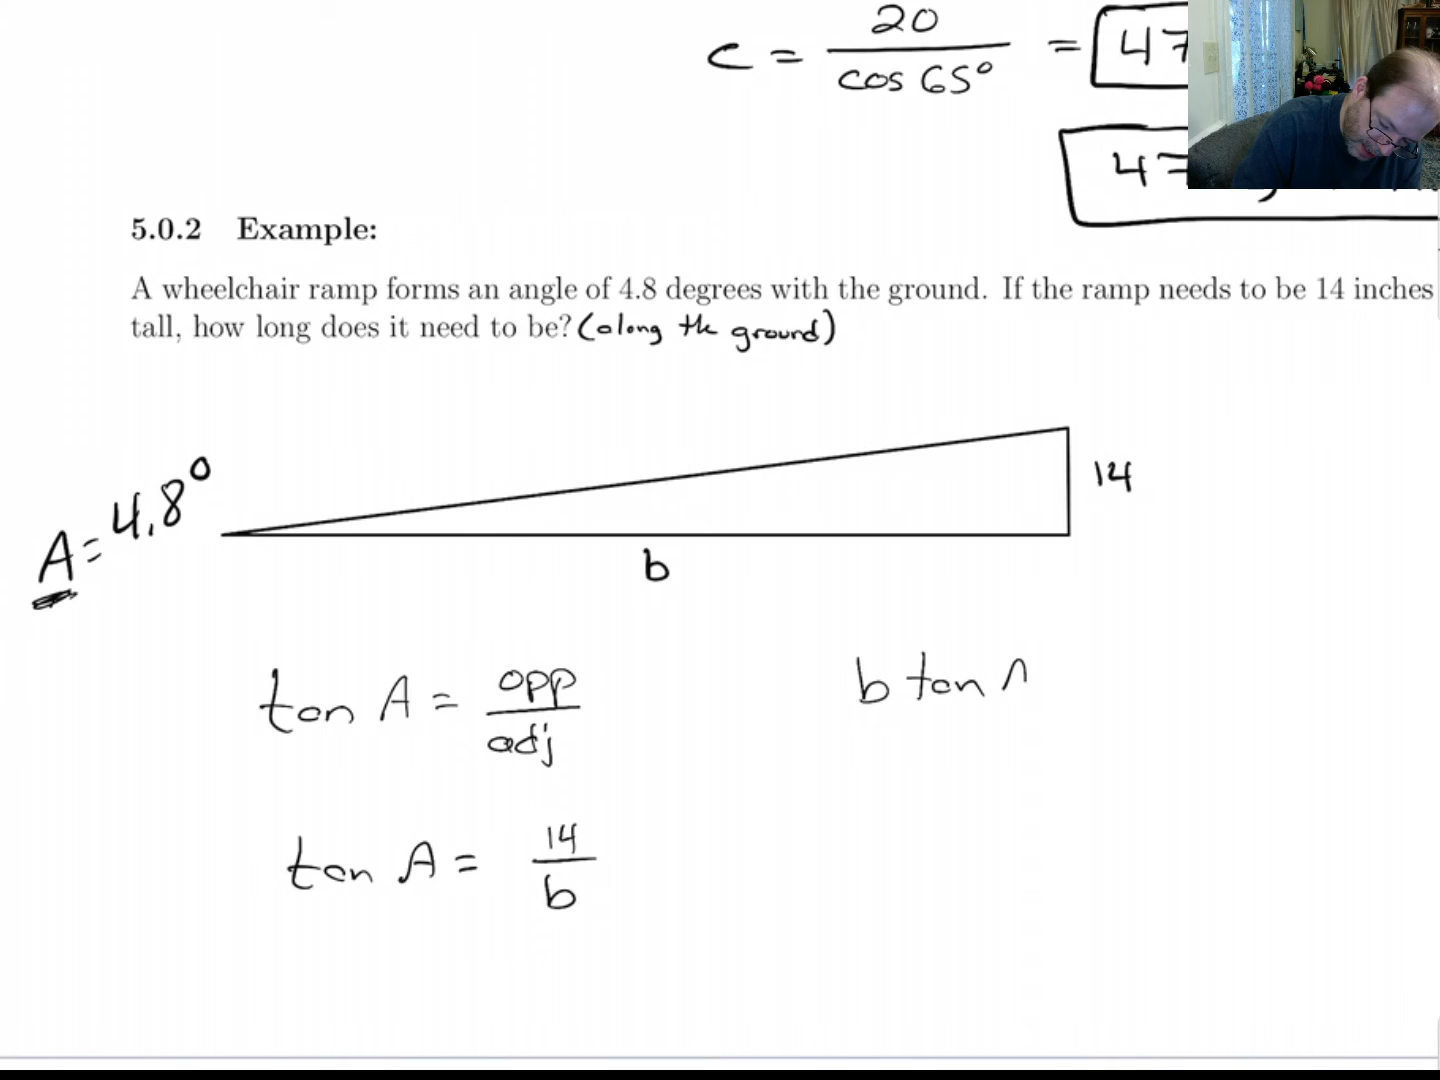 c = 20 / cos 65° = 47
47
5.0.2 Example:
A wheelchair ramp forms an angle of 4.8 degrees with the ground. If the ramp needs to be 14 inches
tall, how long does it need to be? (along the ground)
A = 4.8°
14
b
tan A = opp / adj
b tan
tan A = 14 / b